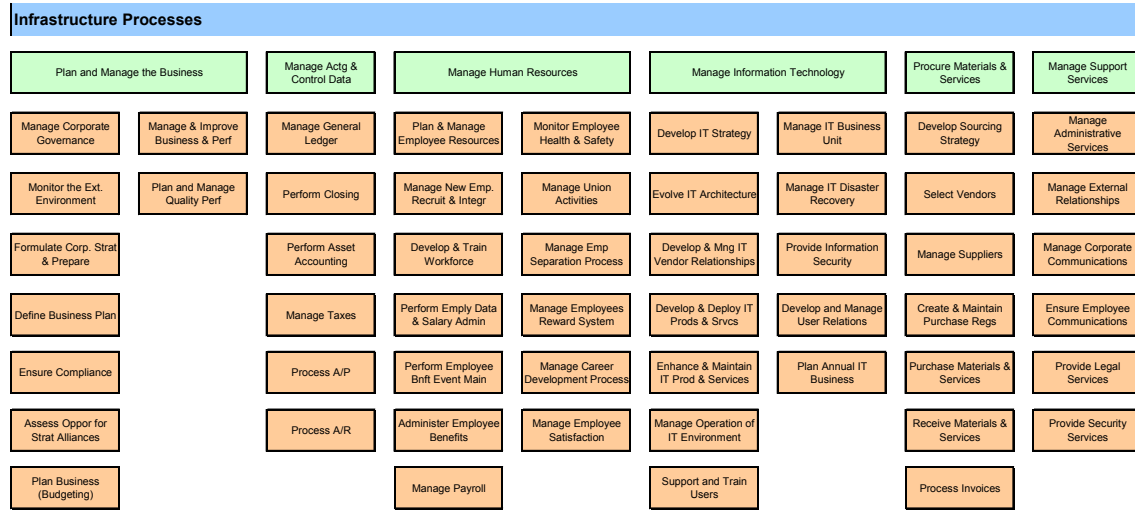 Infrastructure Processes
Plan and Manage the Business
Manage Actg &
Control Data
Manage Human Resources
Manage Information Technology
Procure Materials &
Services
Manage Support
Services
Manage Corporate
Governance
Manage & Improve
Business & Perf
Manage General
Ledger
Plan & Manage
Employee Resources
Monitor Employee
Health & Safety
Develop IT Strategy
Manage IT Business
Unit
Develop Sourcing
Strategy
Manage
Administrative
Services
Monitor the Ext.
Environment
Plan and Manage
Quality Perf
Perform Closing
Manage New Emp.
Recruit & Integr
Manage Union
Activities
Evolve IT Architecture
Manage IT Disaster
Recovery
Select Vendors
Manage External
Relationships
Formulate Corp. Strat
& Prepare
Perform Asset
Accounting
Develop & Train
Workforce
Manage Emp
Separation Process
Develop & Mng IT
Vendor Relationships
Provide Information
Security
Manage Suppliers
Manage Corporate
Communications
Define Business Plan
Manage Taxes
Perform Emply Data
& Salary Admin
Manage Employees
Reward System
Develop & Deploy IT
Prods & Srvcs
Develop and Manage
User Relations
Create & Maintain
Purchase Regs
Ensure Employee
Communications
Ensure Compliance
Process A/P
Perform Employee
Bnft Event Main
Manage Career
Development Process
Enhance & Maintain
IT Prod & Services
Plan Annual IT
Business
Purchase Materials &
Services
Provide Legal
Services
Assess Oppor for
Strat Alliances
Process A/R
Administer Employee
Benefits
Manage Employee
Satisfaction
Manage Operation of
IT Environment
Receive Materials &
Services
Provide Security
Services
Plan Business
(Budgeting)
Manage Payroll
Support and Train
Users
Process Invoices